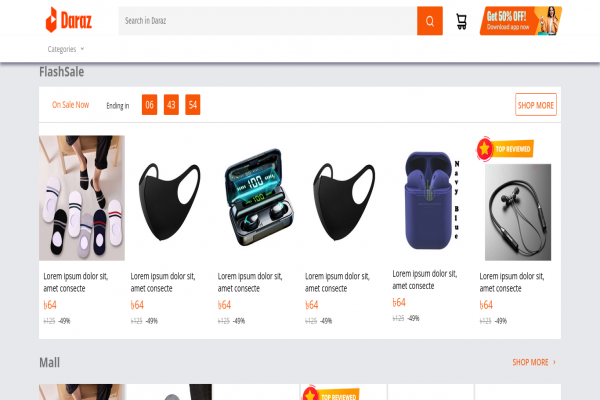 Daraz
Search in Daraz
Get 50% OFF!
Download app now
Categories
FlashSale
On Sale Now
Ending in
06
43
54
SHOP MORE
TOP REVIEWED
100
100
Navy Blue
Lorem ipsum dolor sit,
amet consecte
৳64
৳125 -49%
Lorem ipsum dolor sit,
amet consecte
৳64
৳125 -49%
Lorem ipsum dolor sit,
amet consecte
৳64
৳125 -49%
Lorem ipsum dolor sit,
amet consecte
৳64
৳125 -49%
Lorem ipsum dolor sit,
amet consecte
৳64
৳125 -49%
Lorem ipsum dolor sit,
amet consecte
৳64
৳125 -49%
Mall
SHOP MORE
TOP REVIEWED